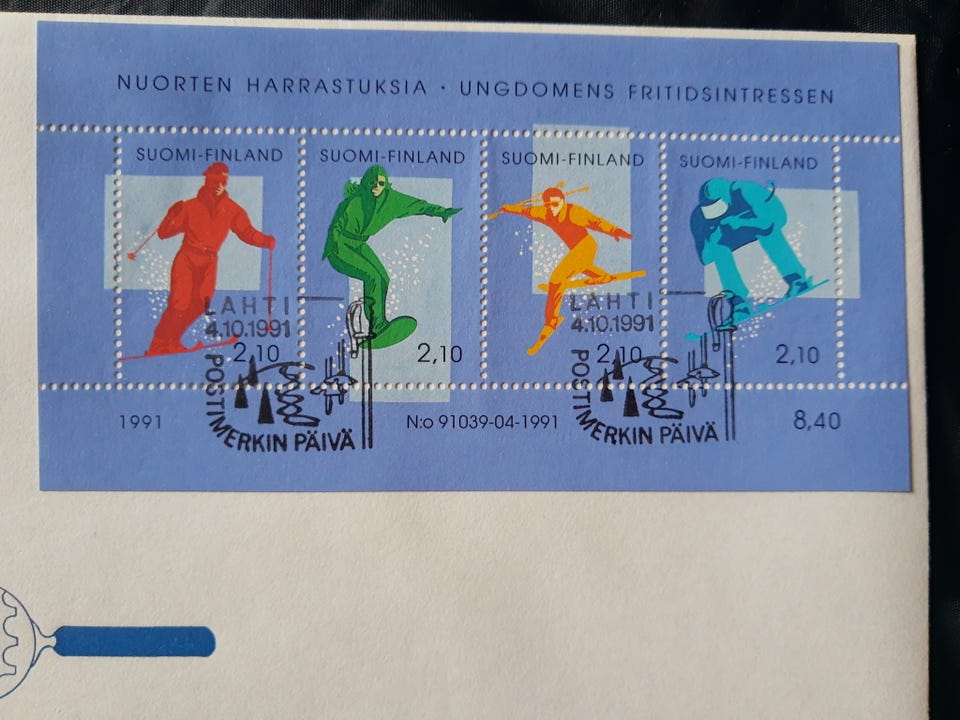 NUORTEN HARRASTUKSIA · UNGDOMENS FRITIDSINTRESSEN
SUOMI-FINLAND SUOMI-FINLAND SUOMI-FINLAND SUOMI-FINLAND
LAHTI LAHTI
4.10.1991 4.10.1991
2,10 2,10 2,10 2,10
POSTIMERKIN PÄIVÄ POSTIMERKIN PÄIVÄ
1991 N:o 91039-04-1991 8,40